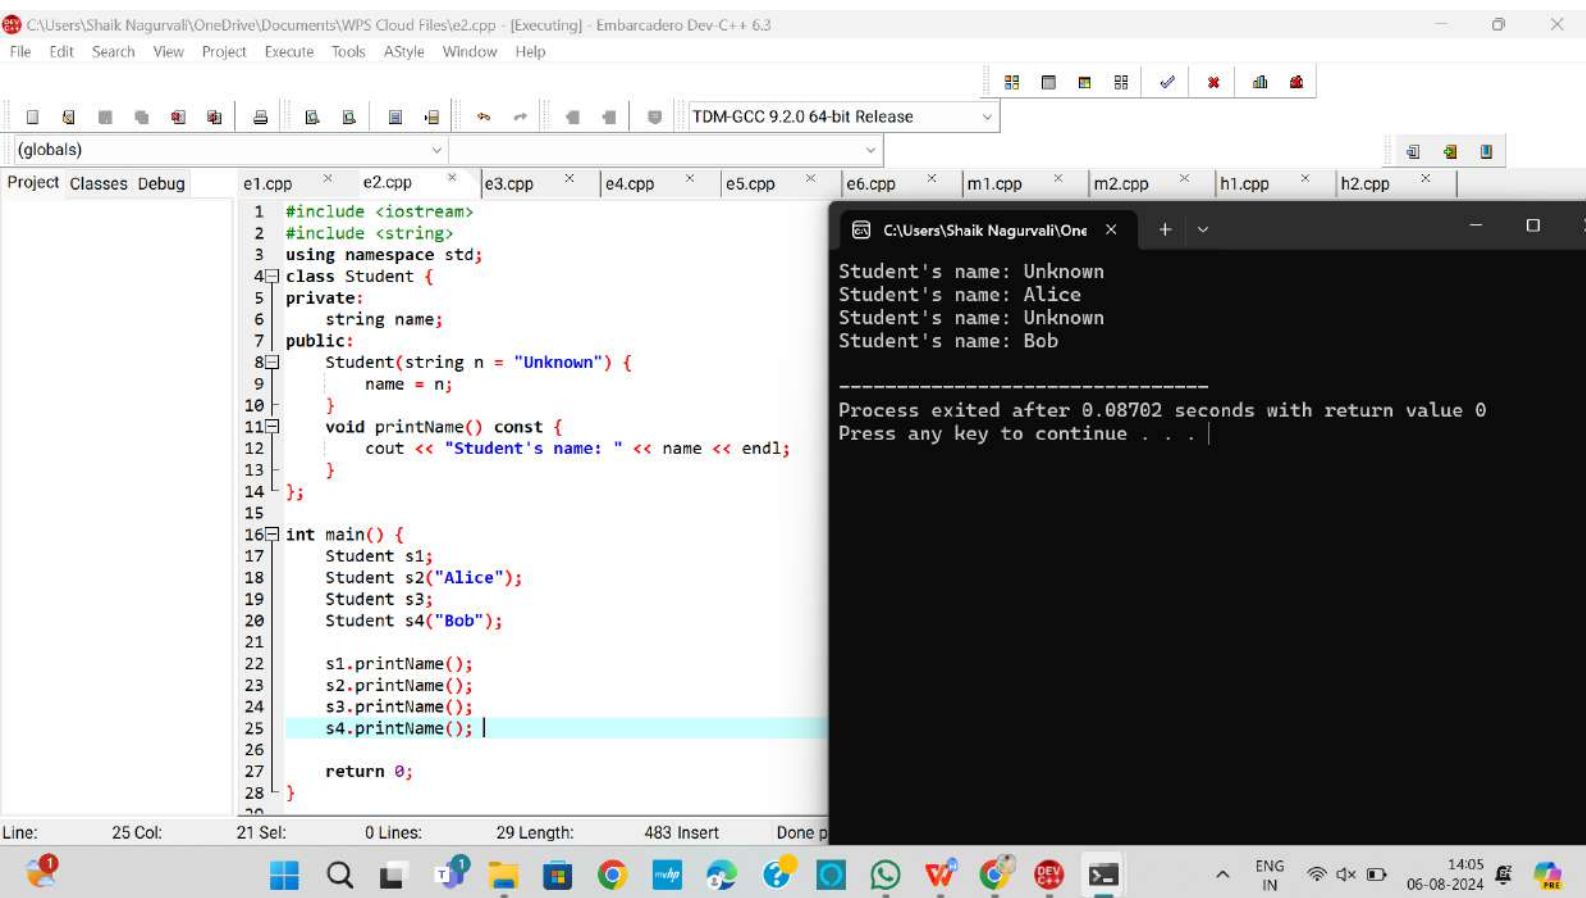 C:\Users\Shaik Nagurvali\OneDrive\Documents\WPS Cloud Files\e2.cpp - [Executing] - Embarcadero Dev-C++ 6.3
File Edit Search View Project Execute Tools AStyle Window Help
TDM-GCC 9.2.0 64-bit Release
(globals)
Project Classes Debug
e1.cpp e2.cpp e3.cpp e4.cpp e5.cpp e6.cpp m1.cpp m2.cpp h1.cpp h2.cpp
1 #include <iostream>
2 #include <string>
3 using namespace std;
4 class Student {
5 private:
6 string name;
7 public:
8 Student(string n = "Unknown") {
9 name = n;
10 }
11 void printName() const {
12 cout << "Student's name: " << name << endl;
13 }
14 };
15
16 int main() {
17 Student s1;
18 Student s2("Alice");
19 Student s3;
20 Student s4("Bob");
21
22 s1.printName();
23 s2.printName();
24 s3.printName();
25 s4.printName();
26
27 return 0;
28 }
C:\Users\Shaik Nagurvali\One
Student's name: Unknown
Student's name: Alice
Student's name: Unknown
Student's name: Bob
--------------------------------
Process exited after 0.08702 seconds with return value 0
Press any key to continue . . .
Line: 25 Col: 21 Sel: 0 Lines: 29 Length: 483 Insert Done p
1
1
myhp
DEV
C++
ENG
IN
14:05
06-08-2024
PRE